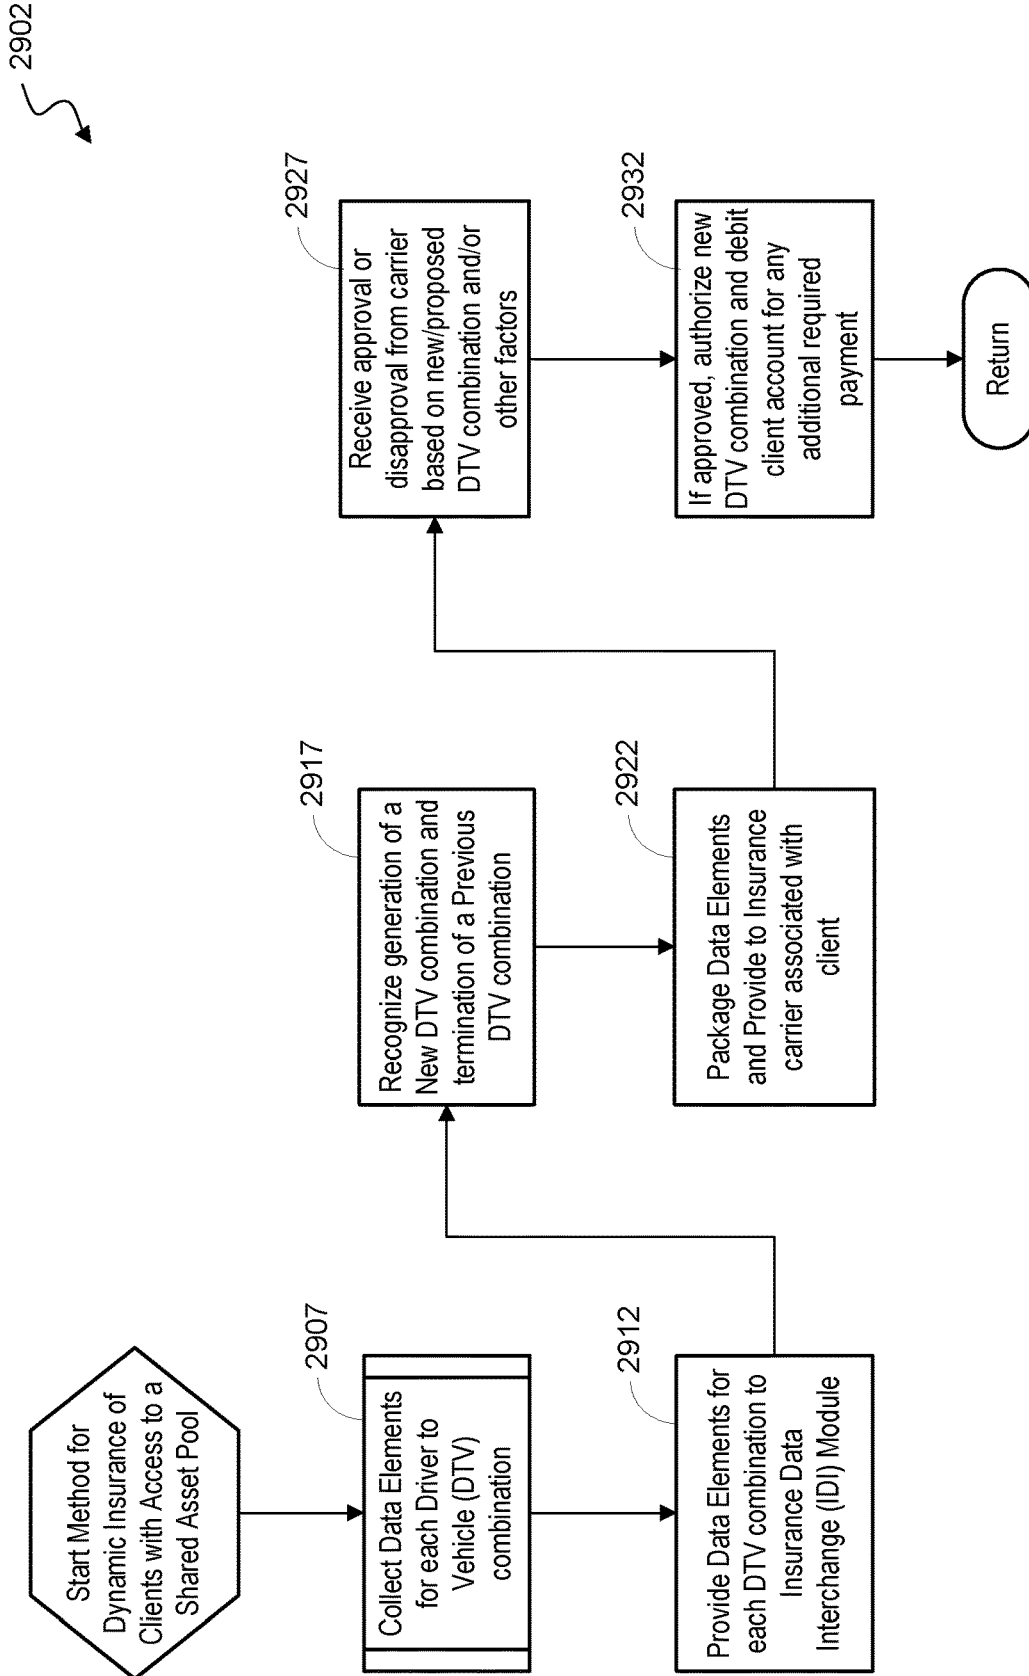 2902
Start Method for
Dynamic Insurance of
Clients with Access to a
Shared Asset Pool
2907
Collect Data Elements
for each Driver to
Vehicle (DTV)
combination
2912
Provide Data Elements for
each DTV combination to
Insurance Data
Interchange (IDI) Module
2917
Recognize generation of a
New DTV combination and
termination of a Previous
DTV combination
2922
Package Data Elements
and Provide to Insurance
carrier associated with
client
2927
Receive approval or
disapproval from carrier
based on new/proposed
DTV combination and/or
other factors
2932
If approved, authorize new
DTV combination and debit
client account for any
additional required
payment
Return